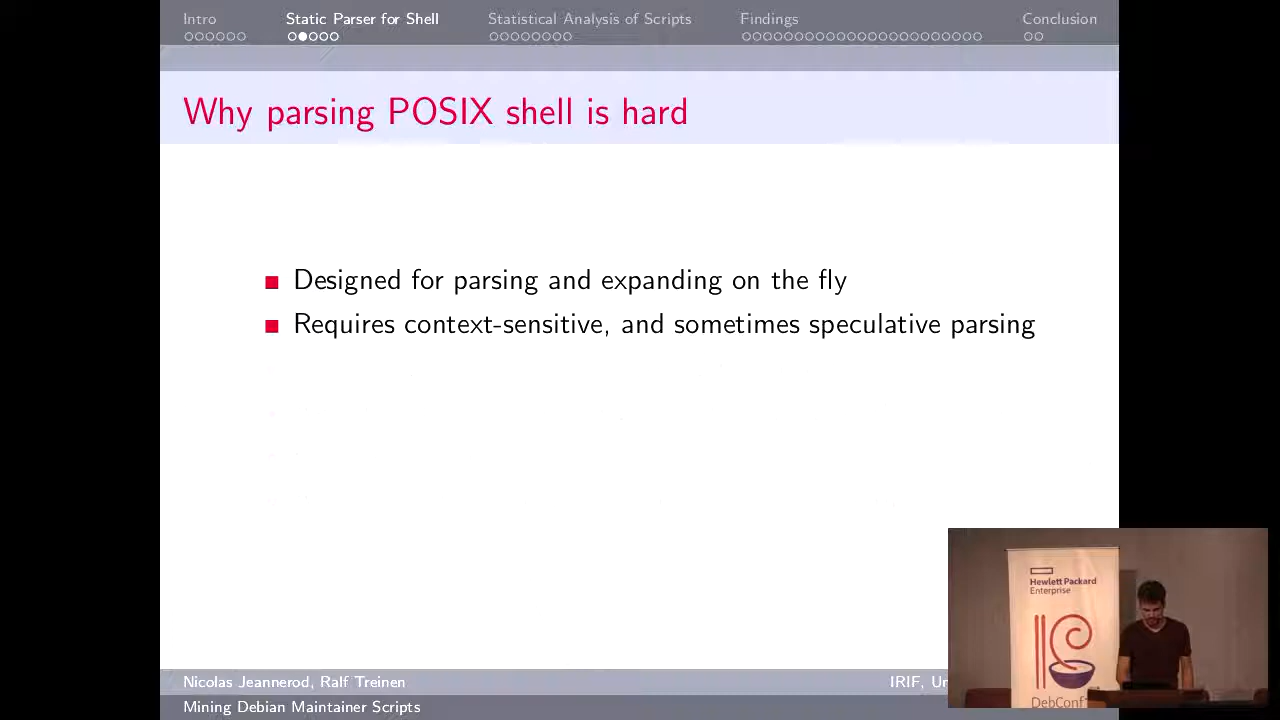 Intro
Static Parser for Shell
Statistical Analysis of Scripts
Findings
Conclusion
Why parsing POSIX shell is hard
Designed for parsing and expanding on the fly
Requires context-sensitive, and sometimes speculative parsing
Hewlett Packard
Enterprise
Nicolas Jeannerod, Ralf Treinen
IRIF,
Mining Debian Maintainer Scripts